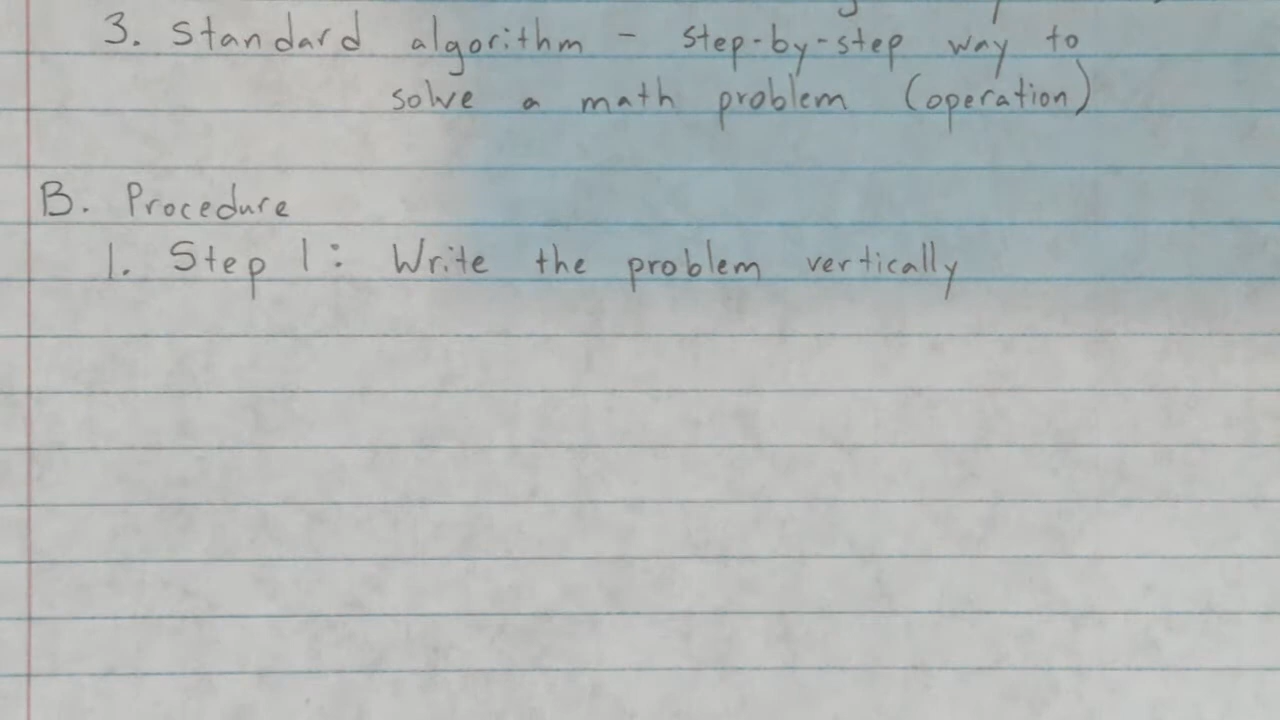 3. Standard algorithm - step-by-step way to
solve a math problem (operation)
B. Procedure
1. Step 1: Write the problem vertically